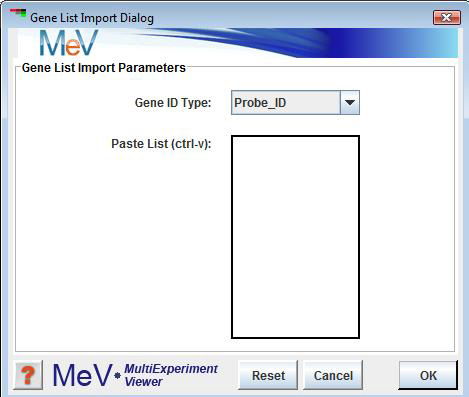 Gene List Import Dialog
MeV
Gene List Import Parameters
Gene ID Type: Probe_ID
Paste List (ctrl-v):
? MeV* MultiExperiment Viewer Reset Cancel OK